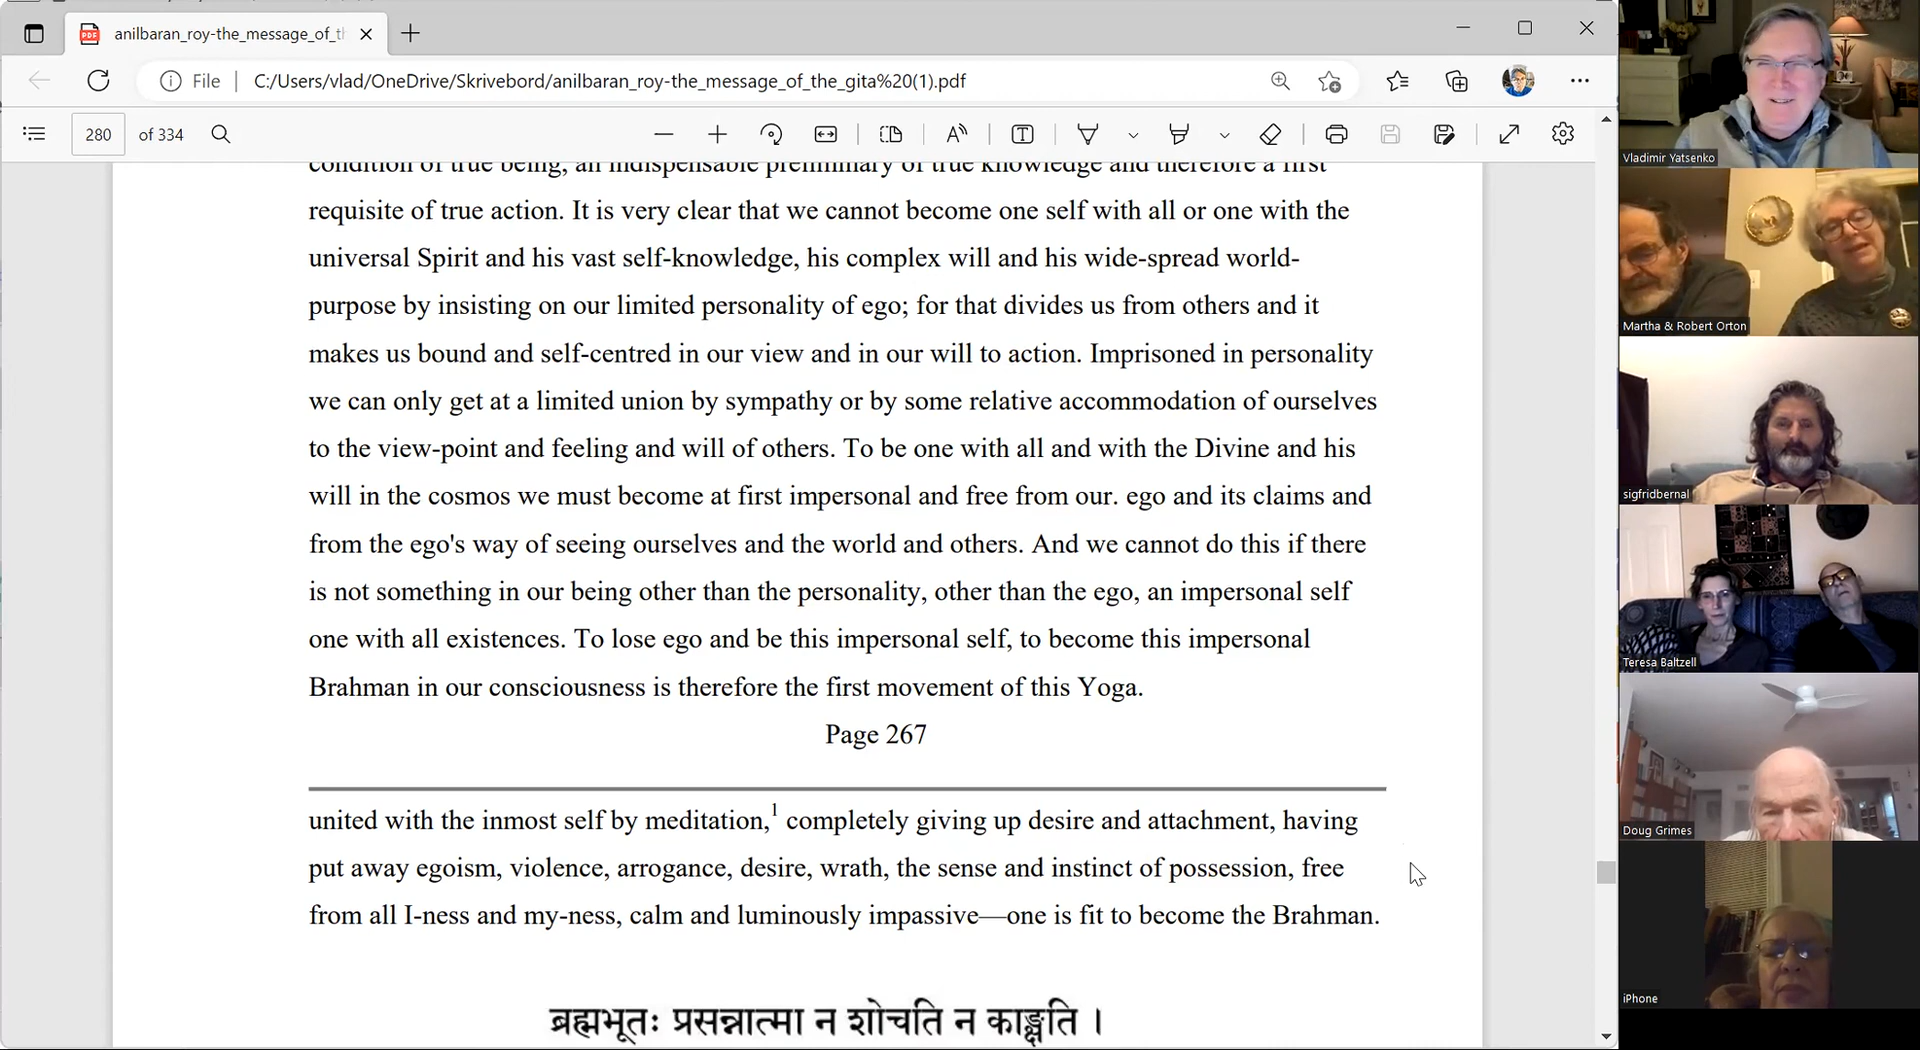 anilbaran_roy-the_message_of_th
File
C:/Users/vlad/OneDrive/Skrivebord/anilbaran_roy-the_message_of_the_gita%20(1).pdf
280 of 334
condition of true being, an indispensable preliminary of true knowledge and therefore a first
requisite of true action. It is very clear that we cannot become one self with all or one with the
universal Spirit and his vast self-knowledge, his complex will and his wide-spread world-
purpose by insisting on our limited personality of ego; for that divides us from others and it
makes us bound and self-centred in our view and in our will to action. Imprisoned in personality
we can only get at a limited union by sympathy or by some relative accommodation of ourselves
to the view-point and feeling and will of others. To be one with all and with the Divine and his
will in the cosmos we must become at first impersonal and free from our. ego and its claims and
from the ego's way of seeing ourselves and the world and others. And we cannot do this if there
is not something in our being other than the personality, other than the ego, an impersonal self
one with all existences. To lose ego and be this impersonal self, to become this impersonal
Brahman in our consciousness is therefore the first movement of this Yoga.
Page 267
united with the inmost self by meditation,1 completely giving up desire and attachment, having
put away egoism, violence, arrogance, desire, wrath, the sense and instinct of possession, free
from all I-ness and my-ness, calm and luminously impassive—one is fit to become the Brahman.
ब्रह्मभूतः प्रसन्नात्मा न शोचति न काङ्क्षति ।
Vladimir Yatsenko
Martha & Robert Orton
sigfridbernal
Teresa Baltzell
Doug Grimes
iPhone